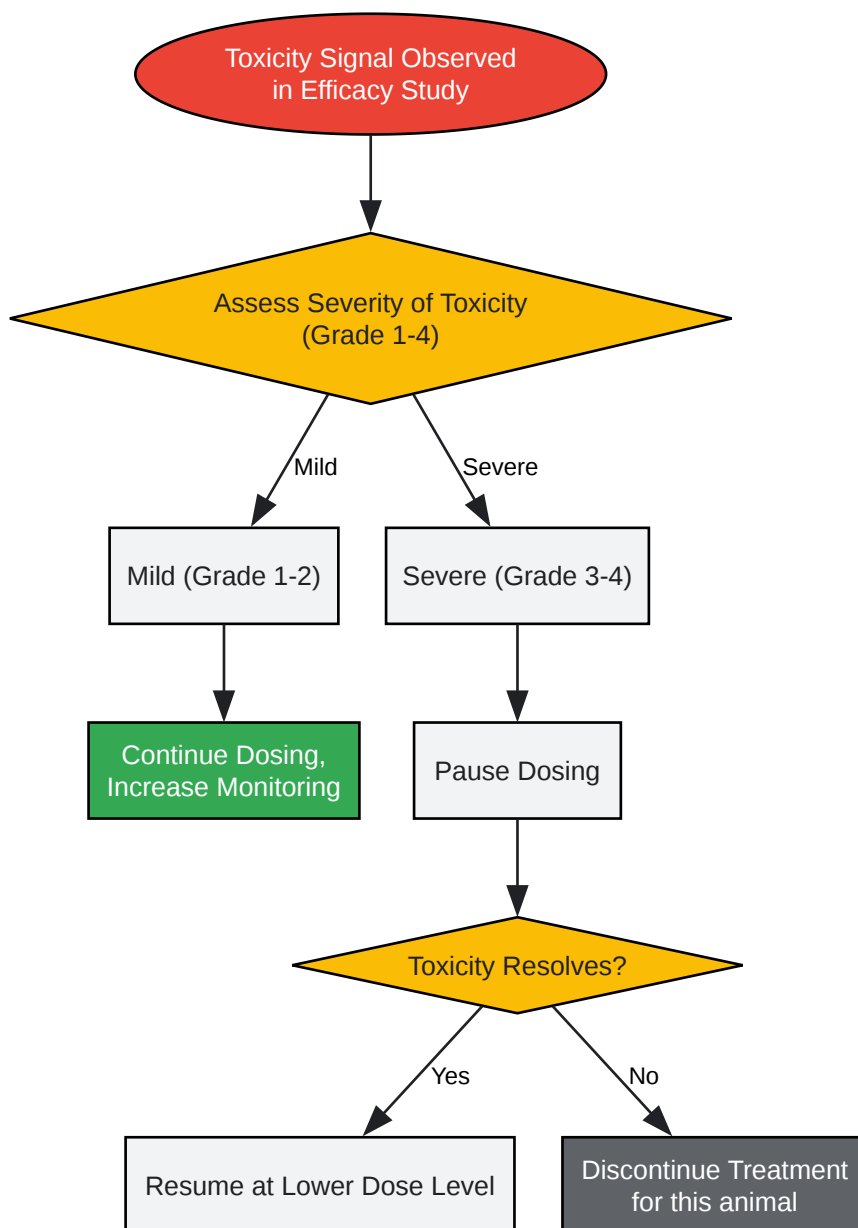 Toxicity Signal Observed
in Efficacy Study
Assess Severity of Toxicity
(Grade 1-4)
Mild
Severe
Mild (Grade 1-2)
Severe (Grade 3-4)
Continue Dosing,
Increase Monitoring
Pause Dosing
Toxicity Resolves?
Yes
No
Resume at Lower Dose Level
Discontinue Treatment
for this animal